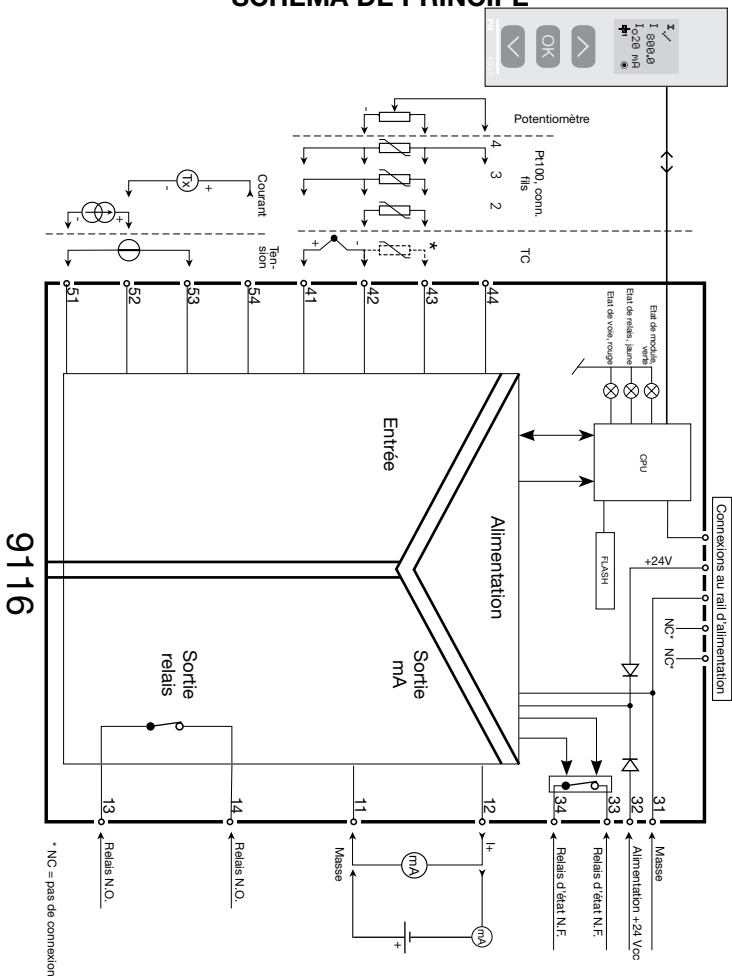 SCHÉMA DE PRINCIPE
I
I 800.0
Io20 mA
OK
Potentiomètre
4
3
2
Pt100, conn.
fils
TC
Courant
Tx
+
-
Ten-
sion
+
-
+
-
*
-
51
52
53
54
41
42
43
44
Etat de module,
verte
Etat de relais, jaune
Etat de voie, rouge
CPU
FLASH
Connexions au rail d'alimentation
+24V
NC*
NC*
Entrée
Alimentation
Sortie
mA
Sortie
relais
31
32
33
34
12
11
14
13
Masse
Alimentation +24 Vcc
Relais d'état N.F.
Relais d'état N.F.
I+
mA
mA
+
Masse
Relais N.O.
Relais N.O.
* NC = pas de connexion
9116